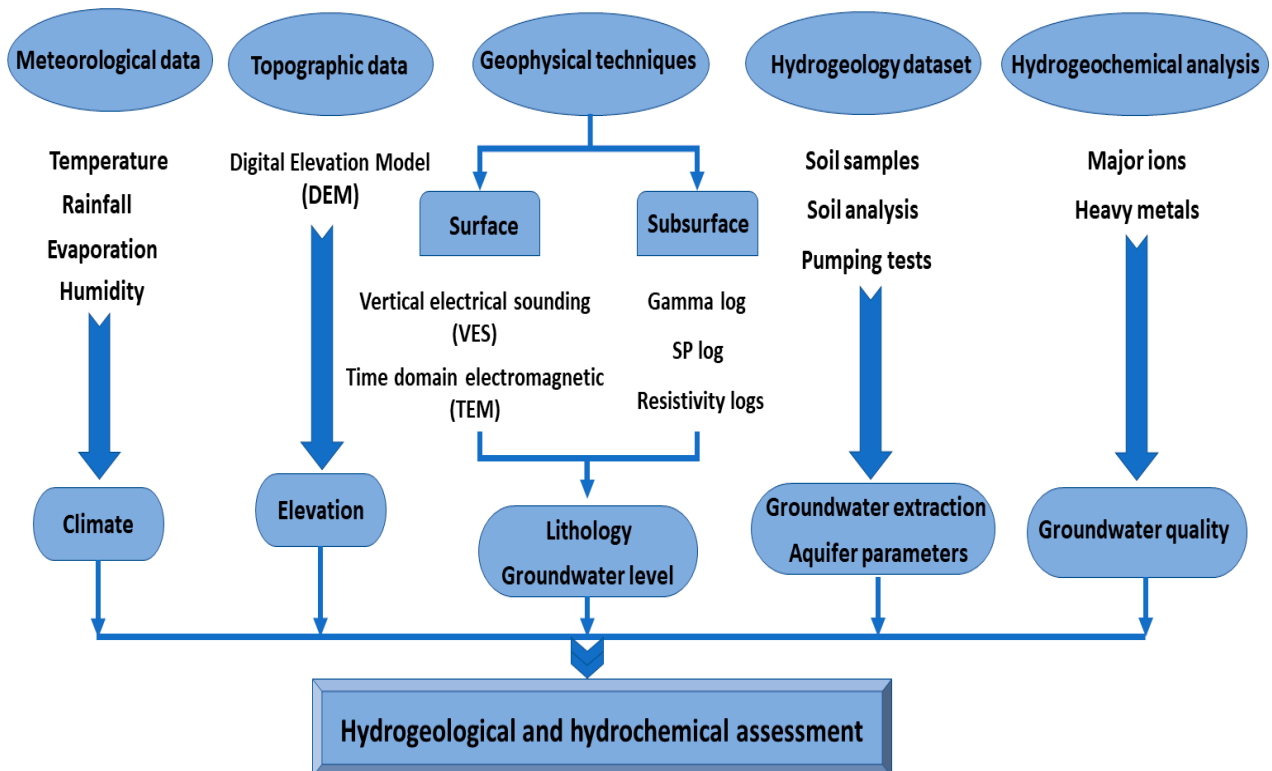 Meteorological data
Topographic data
Geophysical techniques
Hydrogeology dataset
Hydrogeochemical analysis
Temperature
Rainfall
Evaporation
Humidity
Digital Elevation Model
(DEM)
Surface
Subsurface
Vertical electrical sounding
(VES)
Time domain electromagnetic
(TEM)
Gamma log
SP log
Resistivity logs
Soil samples
Soil analysis
Pumping tests
Major ions
Heavy metals
Climate
Elevation
Lithology
Groundwater level
Groundwater extraction
Aquifer parameters
Groundwater quality
Hydrogeological and hydrochemical assessment